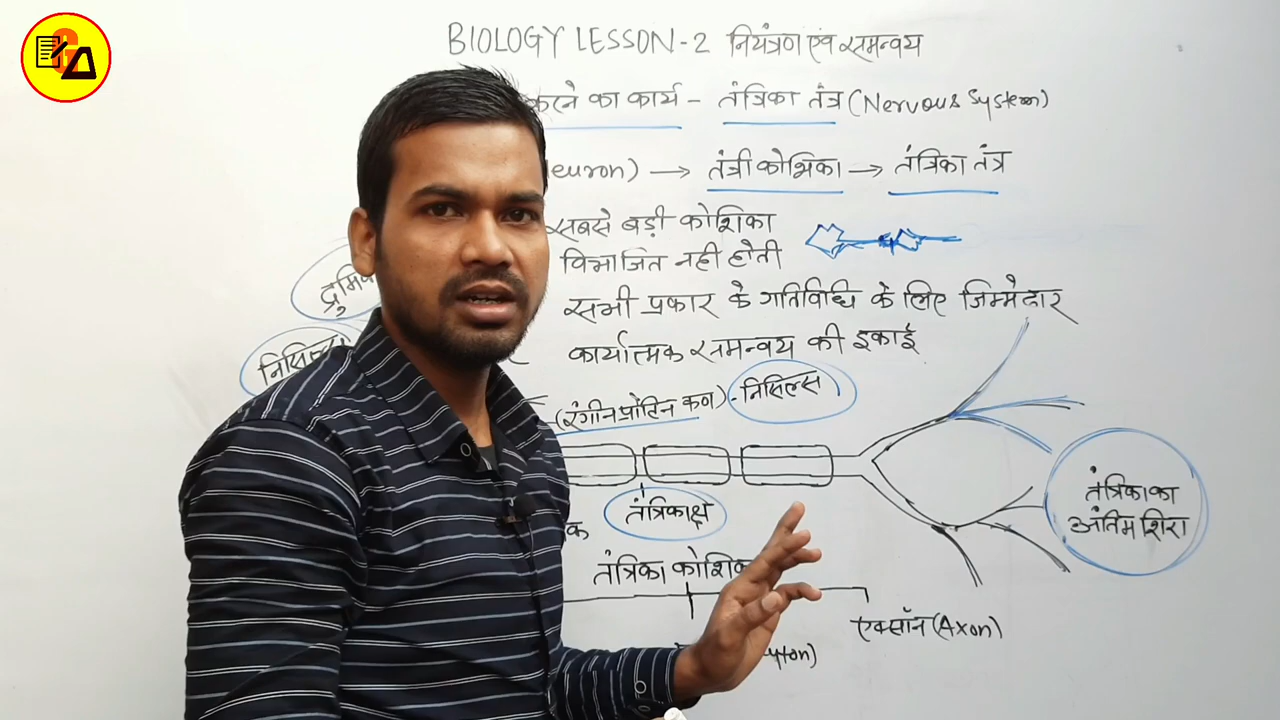 BIOLOGY LESSON-2 नियंत्रण एवं समन्वय
करने का कार्य - तंत्रिका तंत्र (Nervous System)
euron) → तंत्री कोशिका → तंत्रिका तंत्र
सबसे बड़ी कोशिका
विभाजित नही होती
सभी प्रकार के गतिविधि के लिए जिम्मेदार
कार्यात्मक समन्वय की इकाई
(रंगीन प्रोटिन कण) - निसिल्स
तंत्रिका का
अंतिम शिरा
तंत्रिकाक्ष
क
तंत्रिका कोशिक
एक्सॉन (Axon)